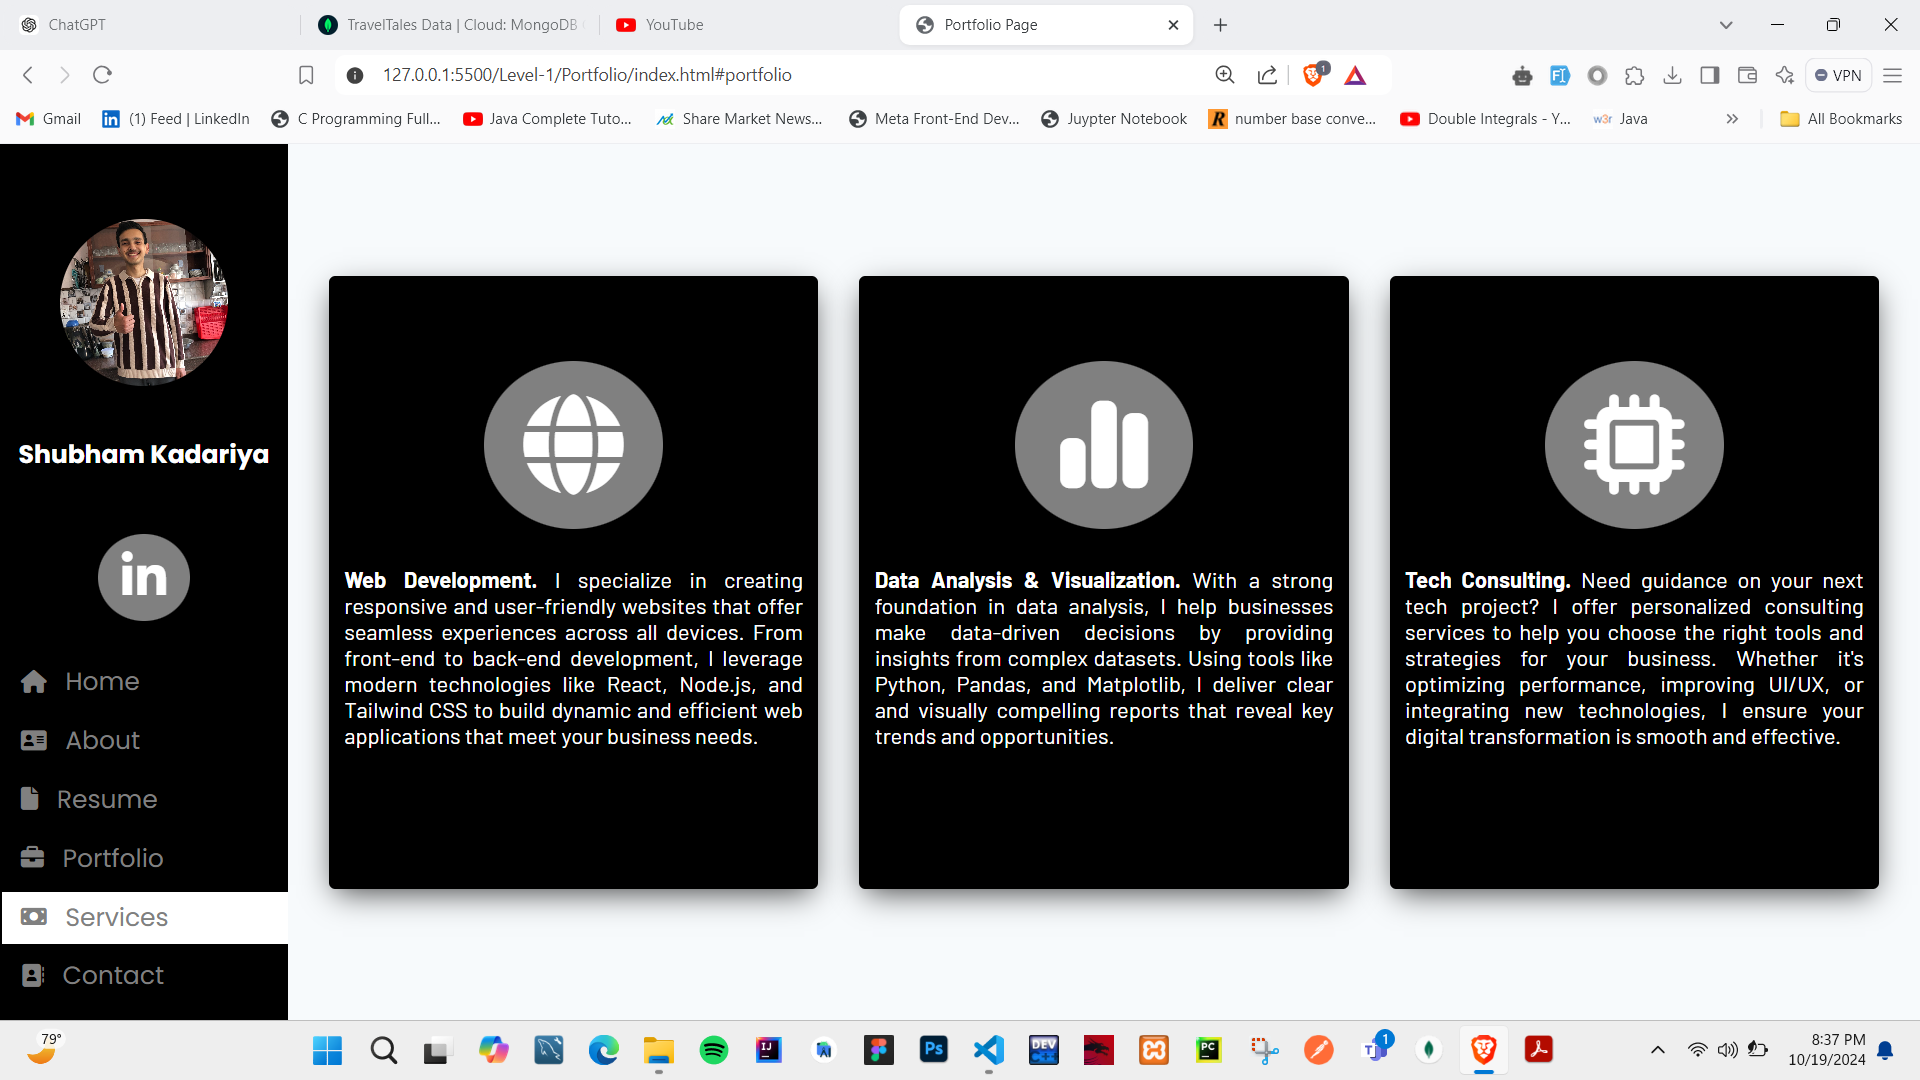 ChatGPT
TravelTales Data | Cloud: MongoDB
YouTube
Portfolio Page
127.0.0.1:5500/Level-1/Portfolio/index.html#portfolio
1
VPN
Gmail
(1) Feed | LinkedIn
C Programming Full...
Java Complete Tuto...
Share Market News...
Meta Front-End Dev...
Juypter Notebook
number base conve...
Double Integrals - Y...
w3r
Java
All Bookmarks
Shubham Kadariya
in
Home
About
Resume
Portfolio
Services
Contact
Web Development. I specialize in creating
responsive and user-friendly websites that offer
seamless experiences across all devices. From
front-end to back-end development, I leverage
modern technologies like React, Node.js, and
Tailwind CSS to build dynamic and efficient web
applications that meet your business needs.
Data Analysis & Visualization. With a strong
foundation in data analysis, I help businesses
make data-driven decisions by providing
insights from complex datasets. Using tools like
Python, Pandas, and Matplotlib, I deliver clear
and visually compelling reports that reveal key
trends and opportunities.
Tech Consulting. Need guidance on your next
tech project? I offer personalized consulting
services to help you choose the right tools and
strategies for your business. Whether it's
optimizing performance, improving UI/UX, or
integrating new technologies, I ensure your
digital transformation is smooth and effective.
79°
IJ
Ps
DEV
PC
T
1
8:37 PM
10/19/2024